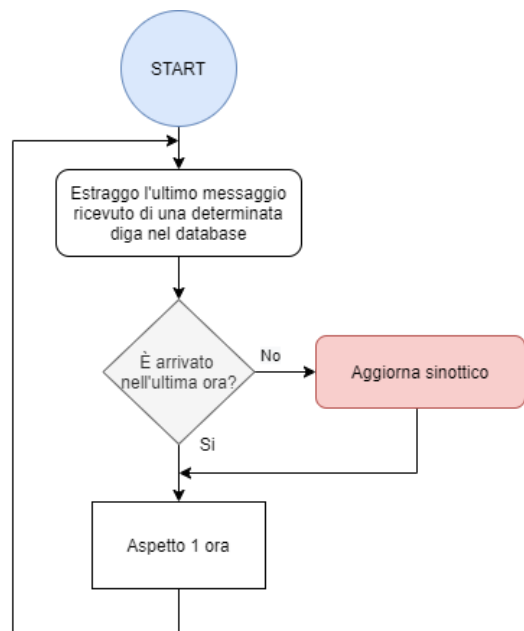 START
Estraggo l'ultimo messaggio
ricevuto di una determinata
diga nel database
È arrivato
nell'ultima ora?
No
Aggiorna sinottico
Si
Aspetto 1 ora